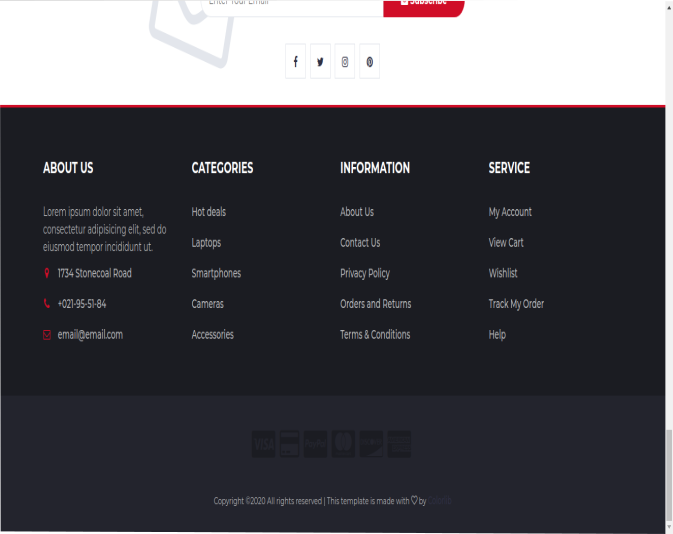 Enter Your Email
Subscribe
ABOUT US
Lorem ipsum dolor sit amet,
consectetur adipisicing elit, sed do
eiusmod tempor incididunt ut.
1734 Stonecoal Road
+021-95-51-84
email@email.com
CATEGORIES
Hot deals
Laptops
Smartphones
Cameras
Accessories
INFORMATION
About Us
Contact Us
Privacy Policy
Orders and Returns
Terms & Conditions
SERVICE
My Account
View Cart
Wishlist
Track My Order
Help
VISA
Copyright ©2020 All rights reserved | This template is made with by